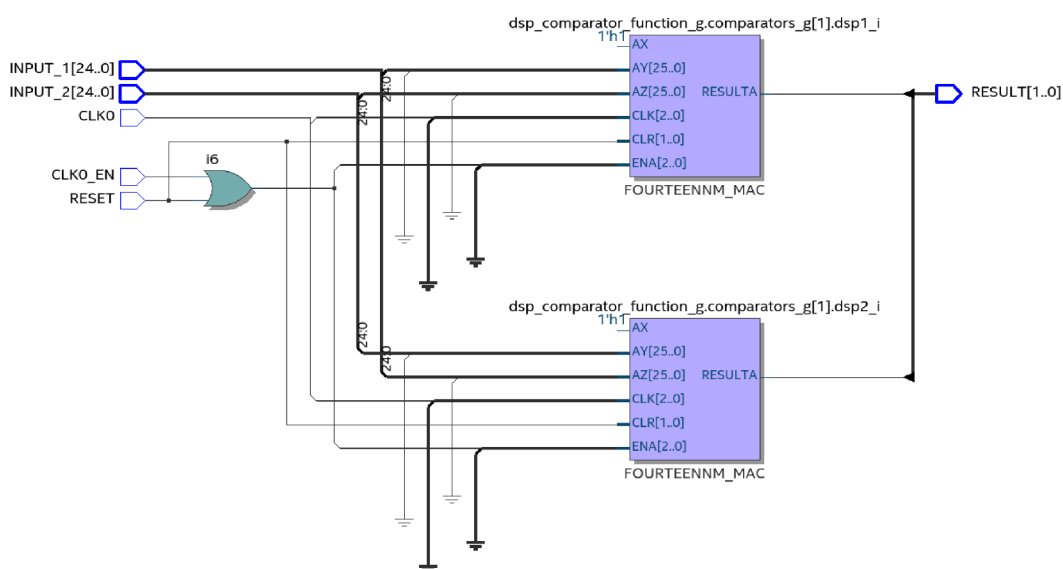 dsp_comparator_function_g.comparators_g[1].dsp1_i
1'h1
AX
INPUT_1[24..0]
AY[25..0]
INPUT_2[24..0]
24:0
24:0
AZ[25..0]
RESULTA
RESULT[1..0]
CLK0
CLK[2..0]
CLR[1..0]
i6
ENA[2..0]
CLK0_EN
RESET
FOURTEENNM_MAC
dsp_comparator_function_g.comparators_g[1].dsp2_i
1'h1
AX
24:0
24:0
AY[25..0]
AZ[25..0]
RESULTA
CLK[2..0]
CLR[1..0]
ENA[2..0]
FOURTEENNM_MAC